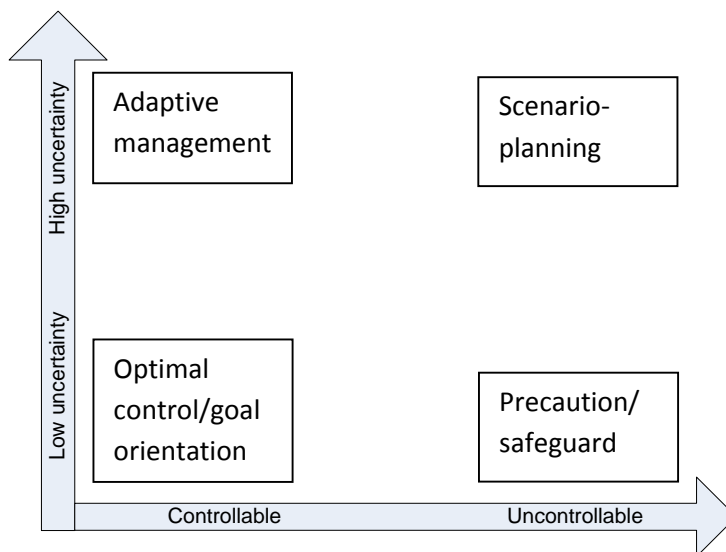 High uncertainty
Adaptive
management
Scenario-
planning
Low uncertainty
Optimal
control/goal
orientation
Precaution/
safeguard
Controllable
Uncontrollable